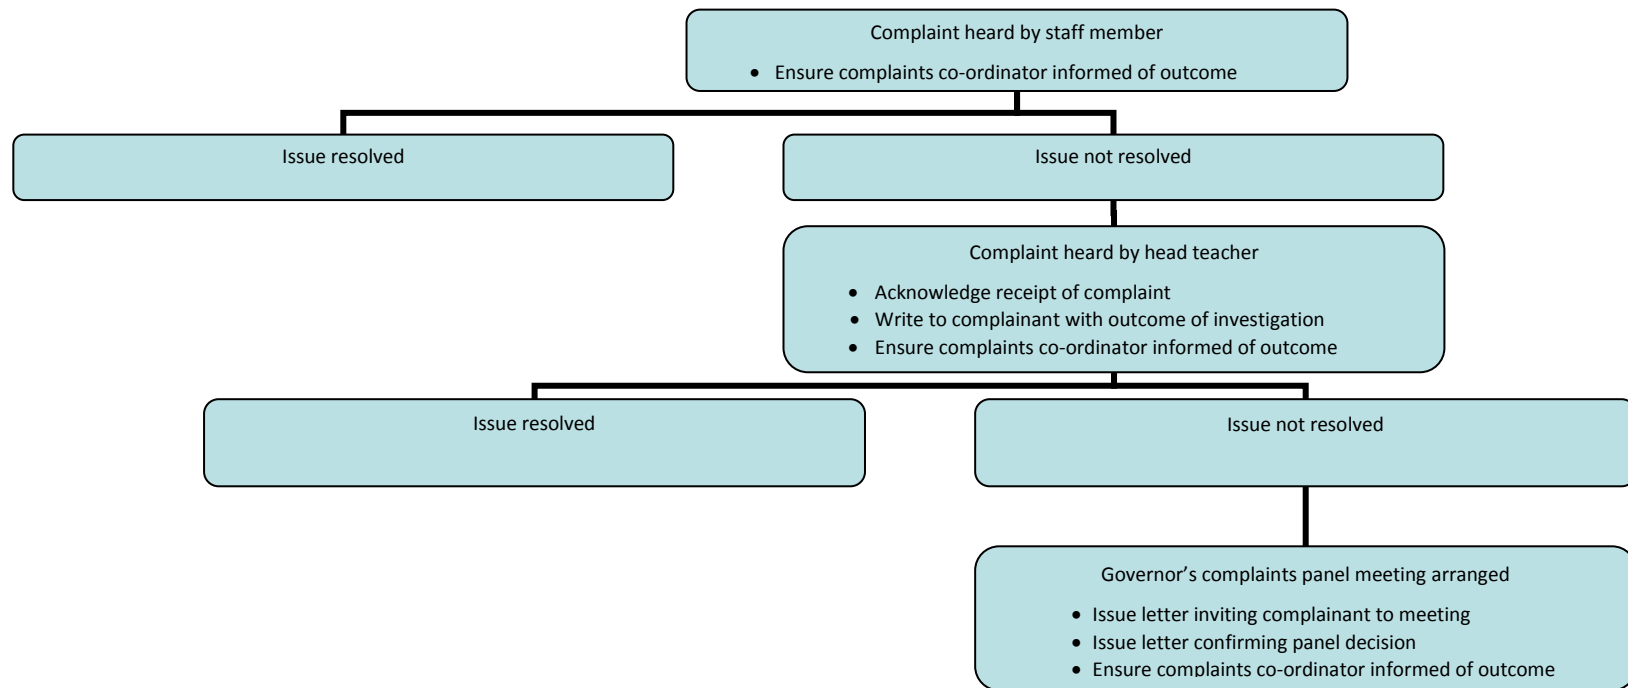 Complaint heard by staff member
• Ensure complaints co-ordinator informed of outcome
Issue resolved
Issue not resolved
Complaint heard by head teacher
• Acknowledge receipt of complaint
• Write to complainant with outcome of investigation
• Ensure complaints co-ordinator informed of outcome
Issue resolved
Issue not resolved
Governor’s complaints panel meeting arranged
• Issue letter inviting complainant to meeting
• Issue letter confirming panel decision
• Ensure complaints co-ordinator informed of outcome